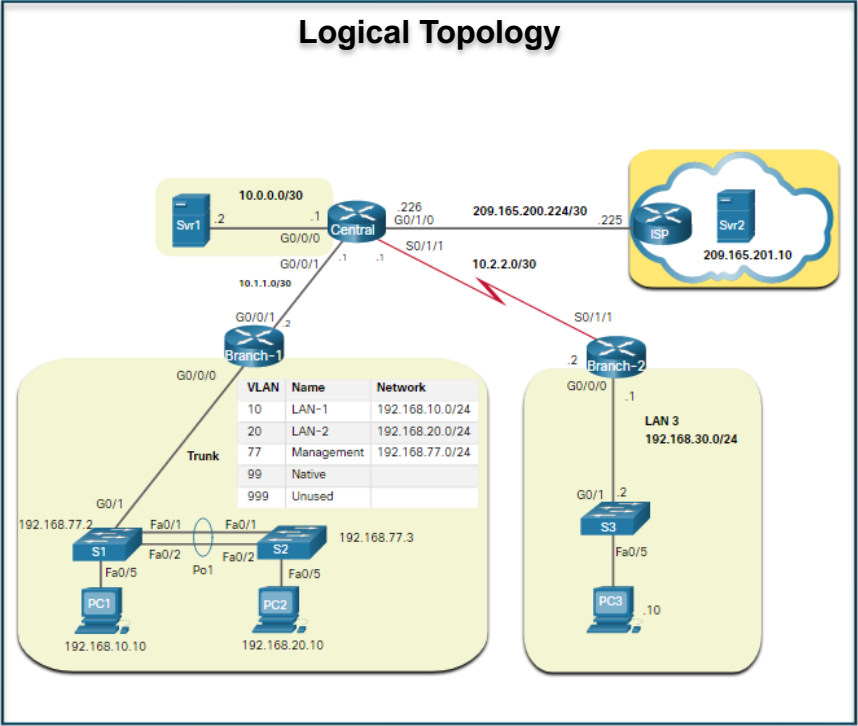 Logical Topology
10.0.0.0/30
Svr1
.2
.1
G0/0/0
Central
.226
G0/1/0
209.165.200.224/30
.225
ISP
Svr2
209.165.201.10
G0/0/1
.1
.1
S0/1/1
10.2.2.0/30
10.1.1.0/30
G0/0/1
.2
Branch-1
S0/1/1
.2
Branch-2
G0/0/0
G0/0/0
.1
VLAN Name Network
10 LAN-1 192.168.10.0/24
20 LAN-2 192.168.20.0/24
77 Management 192.168.77.0/24
99 Native
999 Unused
LAN 3
192.168.30.0/24
Trunk
G0/1
192.168.77.2
S1
Fa0/1
Fa0/1
Fa0/2
Fa0/2
Po1
S2
192.168.77.3
G0/1
.2
S3
Fa0/5
Fa0/5
Fa0/5
PC1
PC2
PC3
.10
192.168.10.10
192.168.20.10